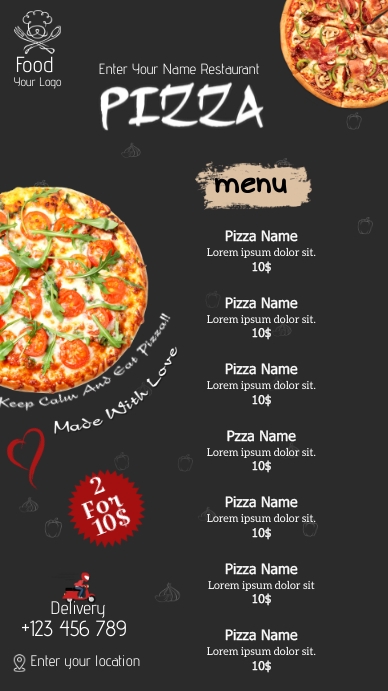 Food
Your Logo
Enter Your Name Restaurant
PIZZA
menu
Pizza Name
Lorem ipsum dolor sit.
10$
Pizza Name
Lorem ipsum dolor sit.
10$
Pizza Name
Lorem ipsum dolor sit.
10$
Pzza Name
Lorem ipsum dolor sit.
10$
Pizza Name
Lorem ipsum dolor sit.
10$
Pizza Name
Lorem ipsum dolor sit
10$
Pizza Name
Lorem ipsum dolor sit.
10$
Keep Calm And Eat Pizza!!
Made With Love
2
For
10$
Delivery
+123 456 789
Enter your location